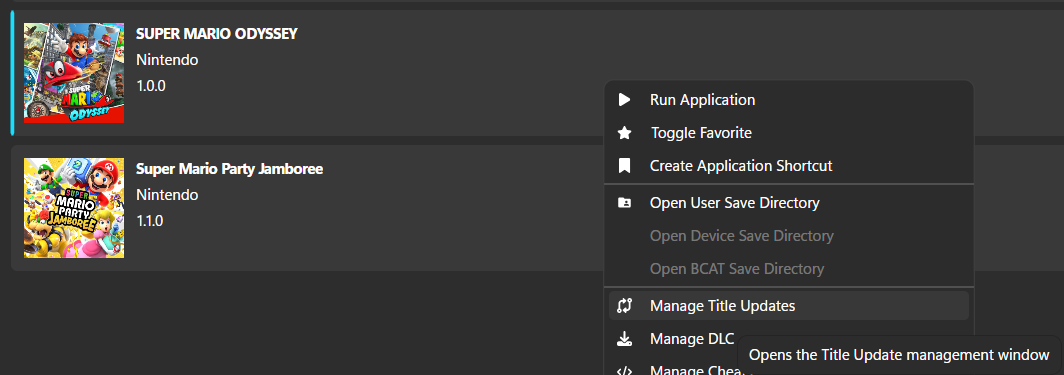 SUPER MARIO ODYSSEY
Nintendo
1.0.0
SUPER MARIO ODYSSEY
Super Mario Party Jamboree
Nintendo
1.1.0
SUPER MARIO PARTY JAMBOREE
Run Application
Toggle Favorite
Create Application Shortcut
Open User Save Directory
Open Device Save Directory
Open BCAT Save Directory
Manage Title Updates
Manage DLC
Opens the Title Update management window
Manage Chea